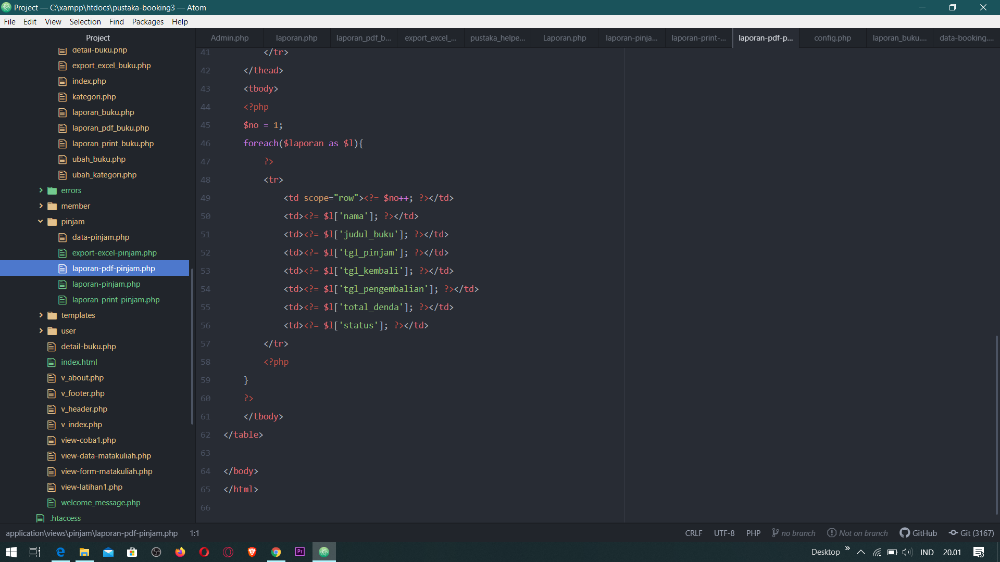 Project — C:\xampp\htdocs\pustaka-booking3 — Atom
File Edit View Selection Find Packages Help
Project
detail-buku.php
export_excel_buku.php
index.php
kategori.php
laporan_buku.php
laporan_pdf_buku.php
laporan_print_buku.php
ubah_buku.php
ubah_kategori.php
errors
member
pinjam
data-pinjam.php
export-excel-pinjam.php
laporan-pdf-pinjam.php
laporan-pinjam.php
laporan-print-pinjam.php
templates
user
detail-buku.php
index.html
v_about.php
v_footer.php
v_header.php
v_index.php
view-coba1.php
view-data-matakuliah.php
view-form-matakuliah.php
view-latihan1.php
welcome_message.php
.htaccess
Admin.php laporan.php laporan_pdf_b... export_excel_... pustaka_helpe... Laporan.php laporan-pinja... laporan-print-... laporan-pdf-p... config.php laporan_buku.... data-booking....
41 </tr>
42 </thead>
43 <tbody>
44 <?php
45 $no = 1;
46 foreach($laporan as $l){
47 ?>
48 <tr>
49 <td scope="row"><?= $no++; ?></td>
50 <td><?= $l['nama']; ?></td>
51 <td><?= $l['judul_buku']; ?></td>
52 <td><?= $l['tgl_pinjam']; ?></td>
53 <td><?= $l['tgl_kembali']; ?></td>
54 <td><?= $l['tgl_pengembalian']; ?></td>
55 <td><?= $l['total_denda']; ?></td>
56 <td><?= $l['status']; ?></td>
57 </tr>
58 <?php
59 }
60 ?>
61 </tbody>
62 </table>
63
64 </body>
65 </html>
66
application\views\pinjam\laporan-pdf-pinjam.php 1:1 CRLF UTF-8 PHP no branch Not on branch GitHub Git (3167)
Pr Desktop » IND 20.01